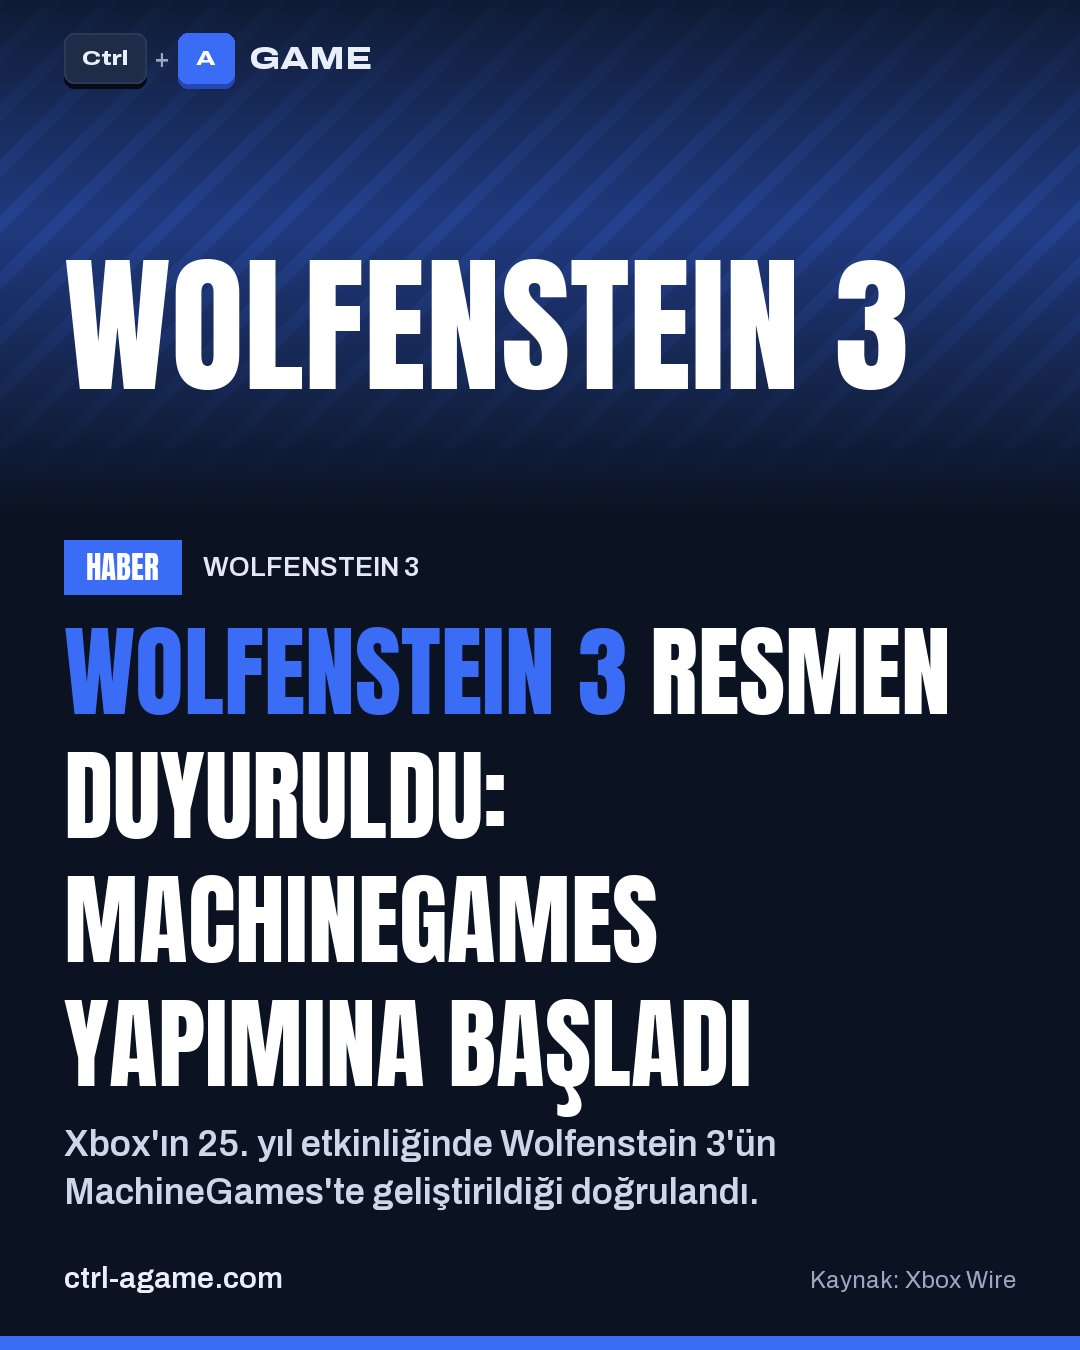 Ctrl + A GAME
WOLFENSTEIN 3
HABER WOLFENSTEIN 3
WOLFENSTEIN 3 RESMEN
DUYURULDU:
MACHINEGAMES
YAPIMINA BAŞLADI
Xbox'ın 25. yıl etkinliğinde Wolfenstein 3'ün
MachineGames'te geliştirildiği doğrulandı.
ctrl-agame.com Kaynak: Xbox Wire